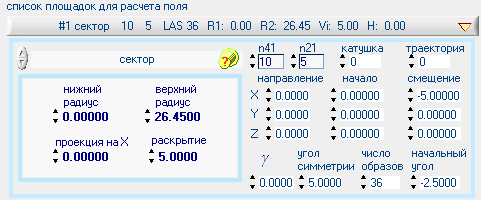 список площадок для расчета поля
#1 сектор 10 5 LAS 36 R1: 0.00 R2: 26.45 Vi: 5.00 H: 0.00
сектор
?
нижний радиус
0.00000
верхний радиус
26.4500
проекция на X
0.00000
раскрытие
5.0000
n41 n21 катушка траектория
10 5 0 0
направление начало смещение
X 0.0000 0.00000 -5.00000
Y 0.0000 0.00000 0.00000
Z 0.0000 0.00000 0.00000
γ угол симметрии число образов начальный угол
0.0000 5.0000 36 -2.5000